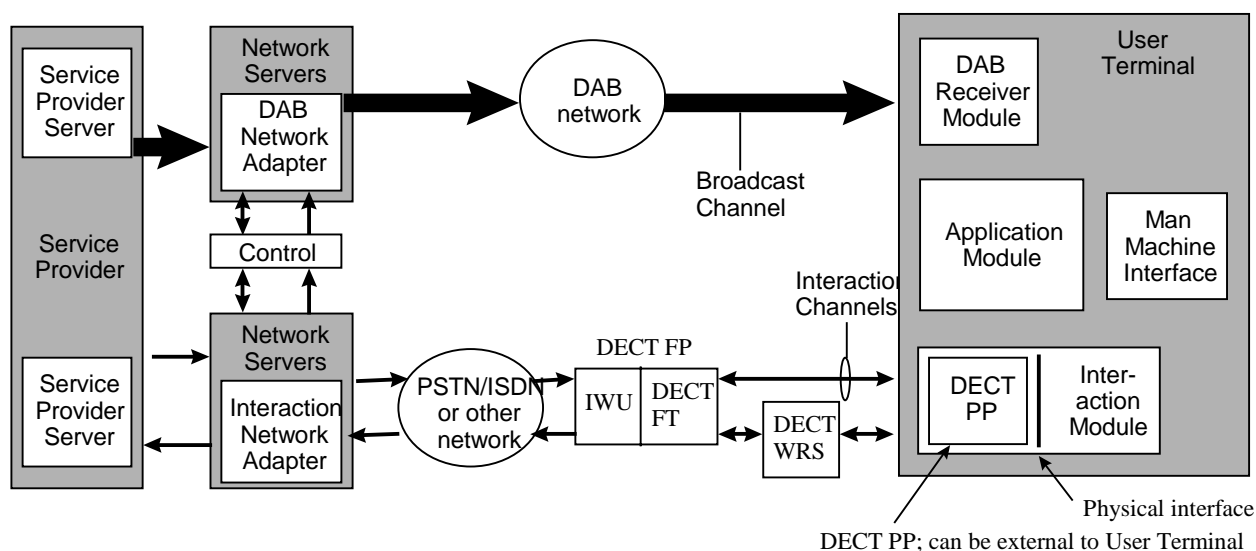 Service
Provider
Server
Service
Provider
Service
Provider
Server
Network
Servers
DAB
Network
Adapter
Control
Network
Servers
Interaction
Network
Adapter
DAB
network
Broadcast
Channel
PSTN/ISDN
or other
network
DECT FP
IWU
DECT
FT
DECT
WRS
Interaction
Channels
User
Terminal
DAB
Receiver
Module
Application
Module
Man
Machine
Interface
DECT
PP
Inter-
action
Module
Physical interface
DECT PP; can be external to User Terminal